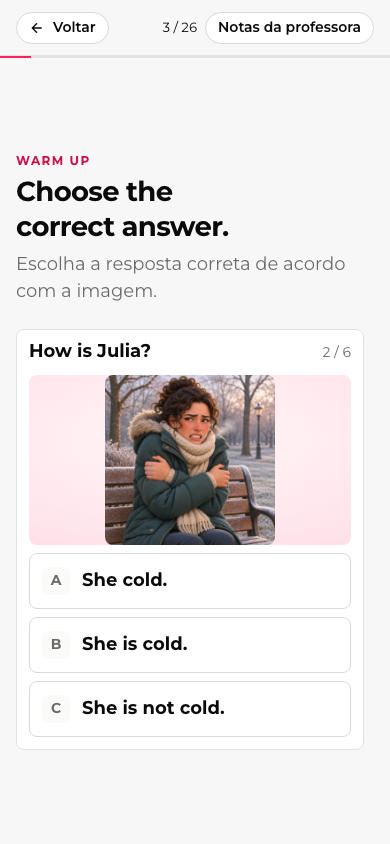 ← Voltar
3 / 26
Notas da professora
WARM UP
Choose the
correct answer.
Escolha a resposta correta de acordo
com a imagem.
How is Julia?
2 / 6
A She cold.
B She is cold.
C She is not cold.